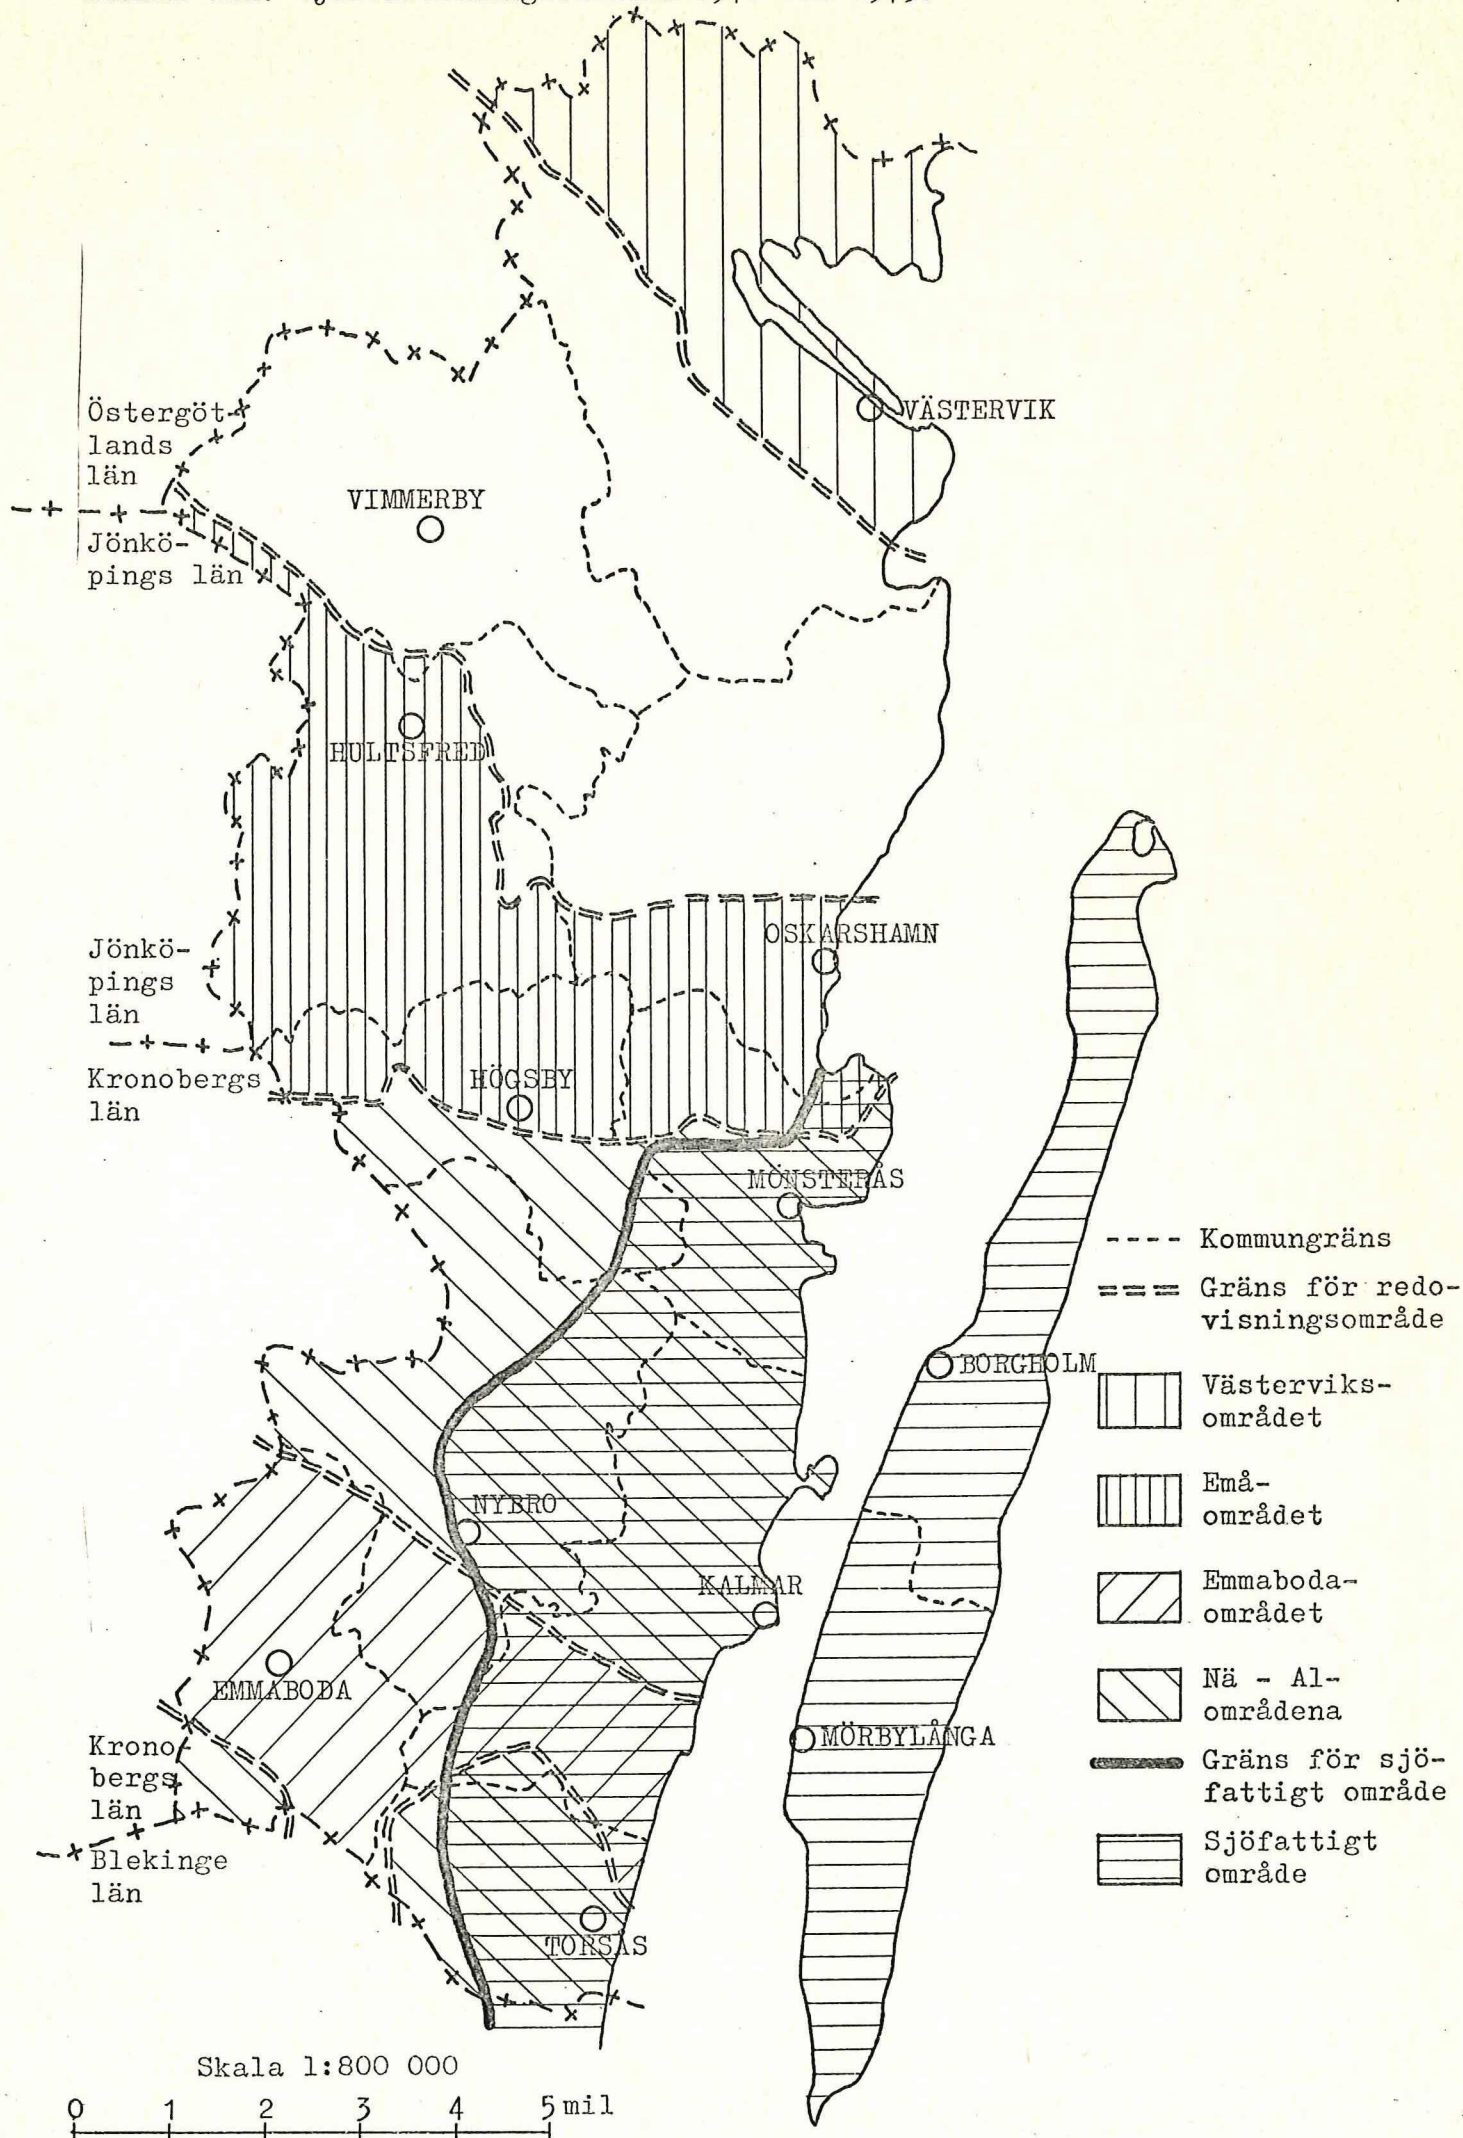 VÄSTERVIK
Östergöt-
lands
län
VIMMERBY
Jönkö-
pings län
HULTSFRED
OSKARSHAMN
Jönkö-
pings
län
Kronobergs
län
HÖGSBY
MÖNSTERÅS
BORGHOLM
NYBRO
KALMAR
EMMABODA
MÖRBYLÅNGA
Krono-
bergs
län
Blekinge
län
TORSÅS
Kommungräns
Gräns för redo-
visningsområde
Västerviks-
området
Emå-
området
Emmaboda-
området
Nä - Al-
områdena
Gräns för sjö-
fattigt område
Sjöfattigt
område
Skala 1:800 000
0 1 2 3 4 5 mil